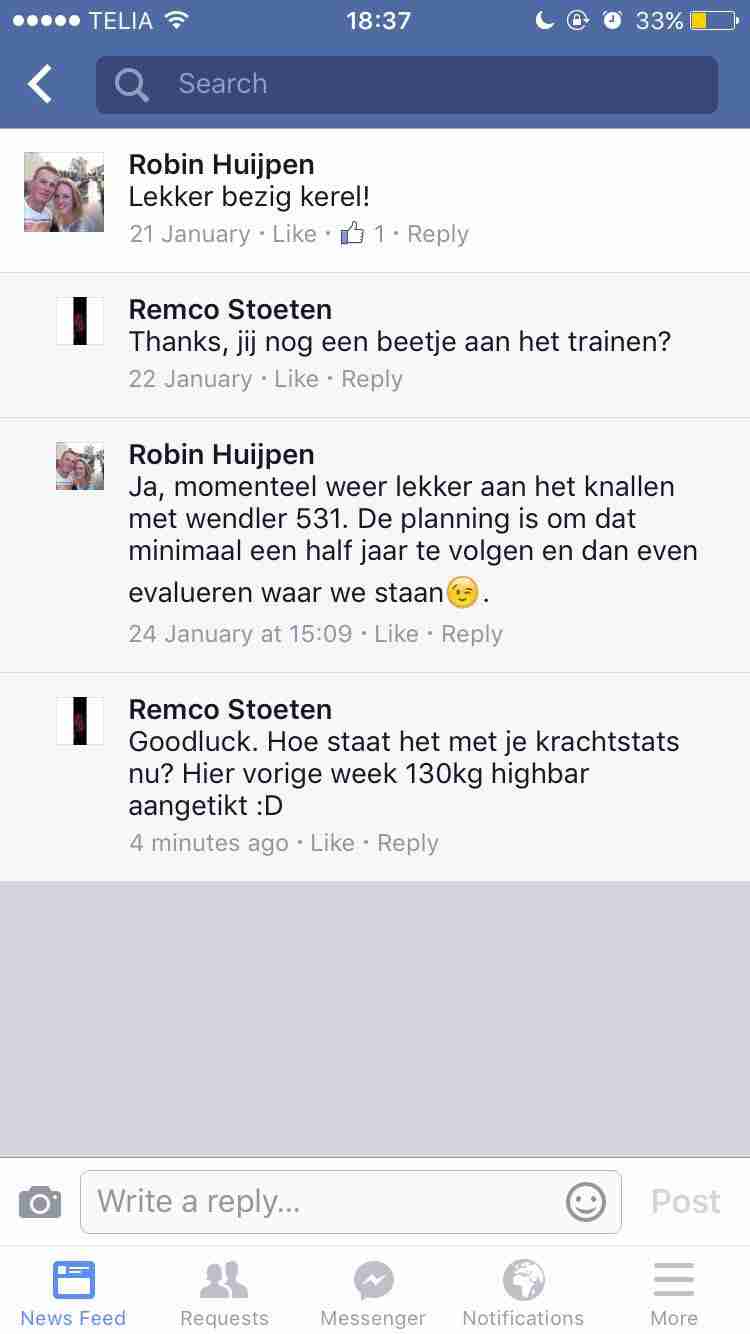 TELIA 18:37 33%
Search
Robin Huijpen
Lekker bezig kerel!
21 January · Like · 1 · Reply
Remco Stoeten
Thanks, jij nog een beetje aan het trainen?
22 January · Like · Reply
Robin Huijpen
Ja, momenteel weer lekker aan het knallen
met wendler 531. De planning is om dat
minimaal een half jaar te volgen en dan even
evalueren waar we staan😉.
24 January at 15:09 · Like · Reply
Remco Stoeten
Goodluck. Hoe staat het met je krachtstats
nu? Hier vorige week 130kg highbar
aangetikt :D
4 minutes ago · Like · Reply
Write a reply... Post
News Feed Requests Messenger Notifications More